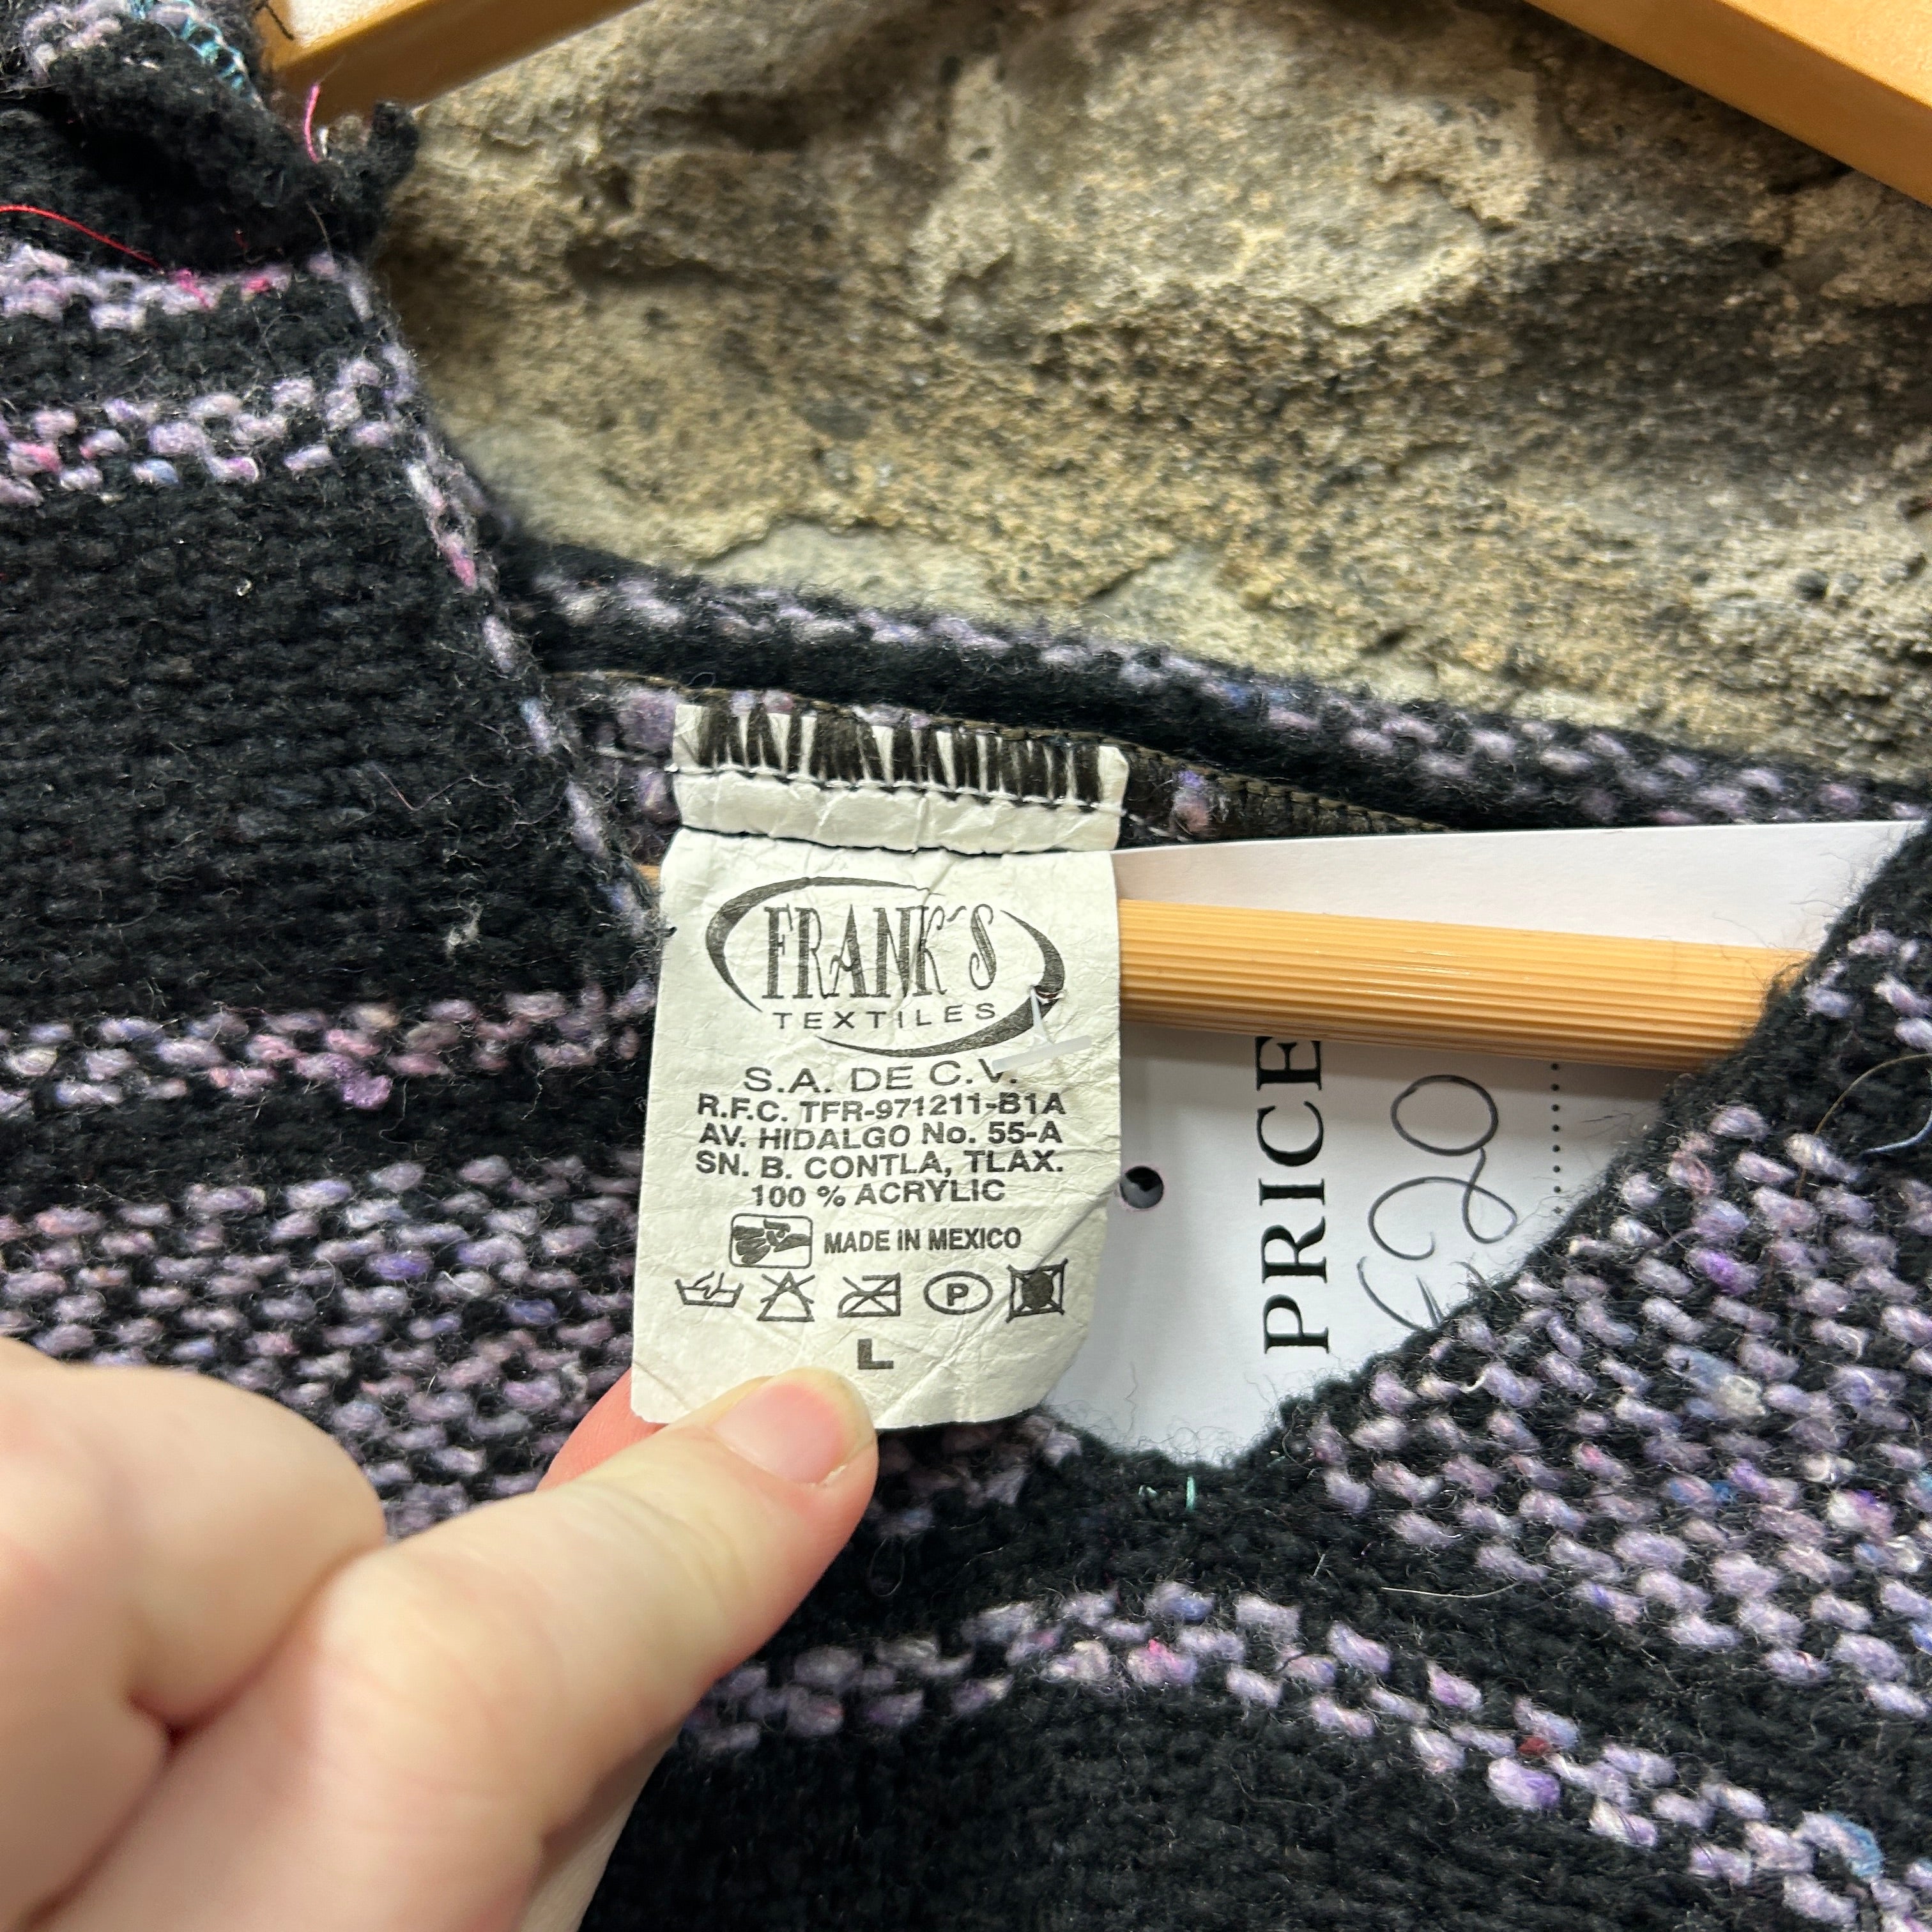 FRANK´S
TEXTILES
S.A. DE C.V.
R.F.C. TFR-971211-B1A
AV. HIDALGO No. 55-A
SN. B. CONTLA, TLAX.
100 % ACRYLIC
MADE IN MEXICO
P
L
PRICE
£20